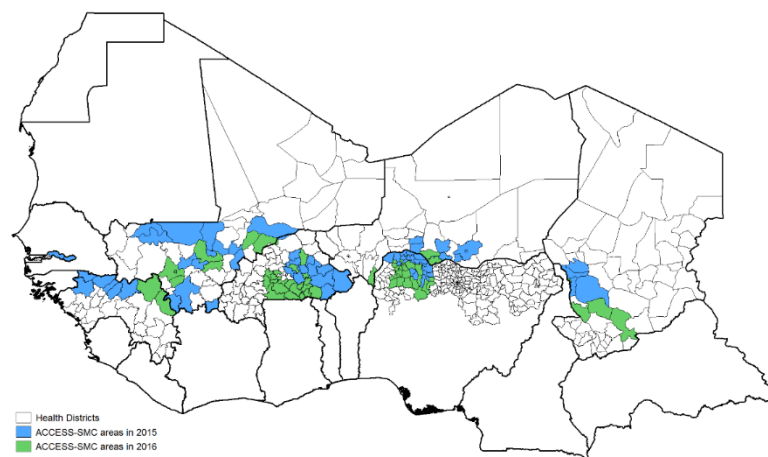 Health Districts
ACCESS-SMC areas in 2015
ACCESS-SMC areas in 2016